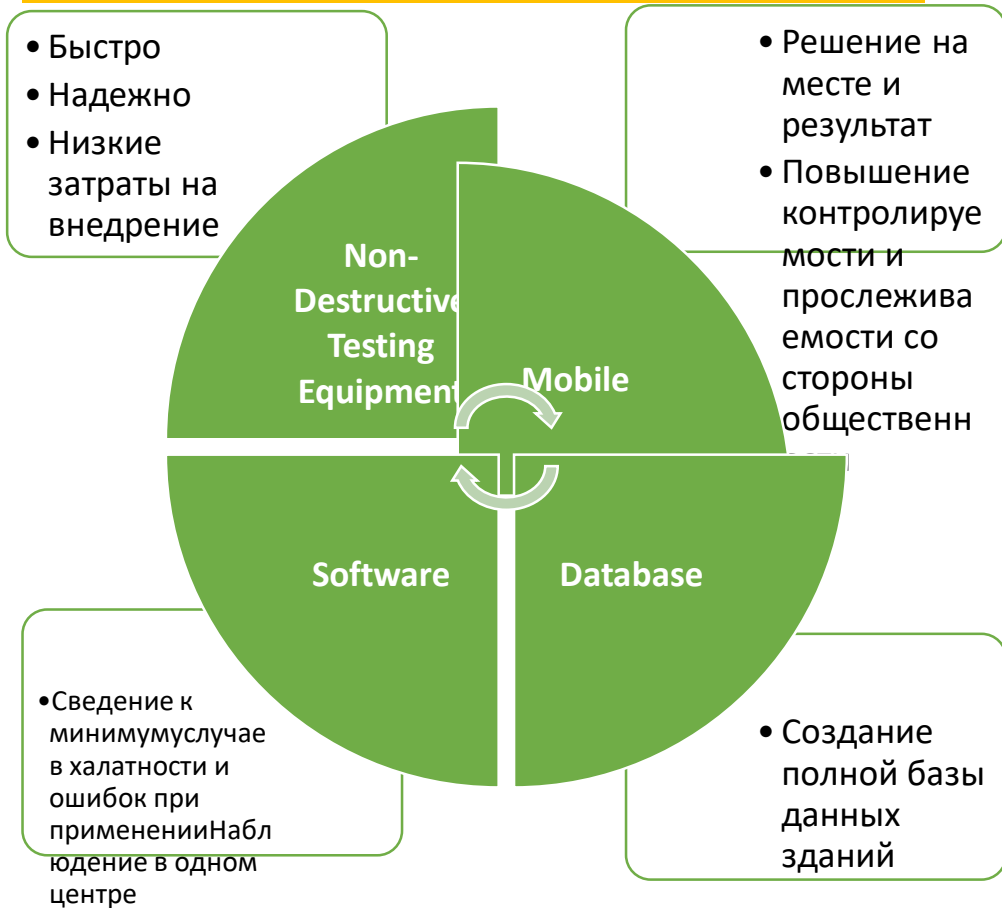 • Быстро
• Надежно
• Низкие
затраты на
внедрение
• Решение на
месте и
результат
• Повышение
контролируе
мости и
прослежива
емости со
стороны
общественн
Non-
Destructive
Testing
Equipment
Mobile
Software
Database
•Сведение к
минимумуслучае
в халатности и
ошибок при
примененииНабл
юдение в одном
центре
• Создание
полной базы
данных
зданий